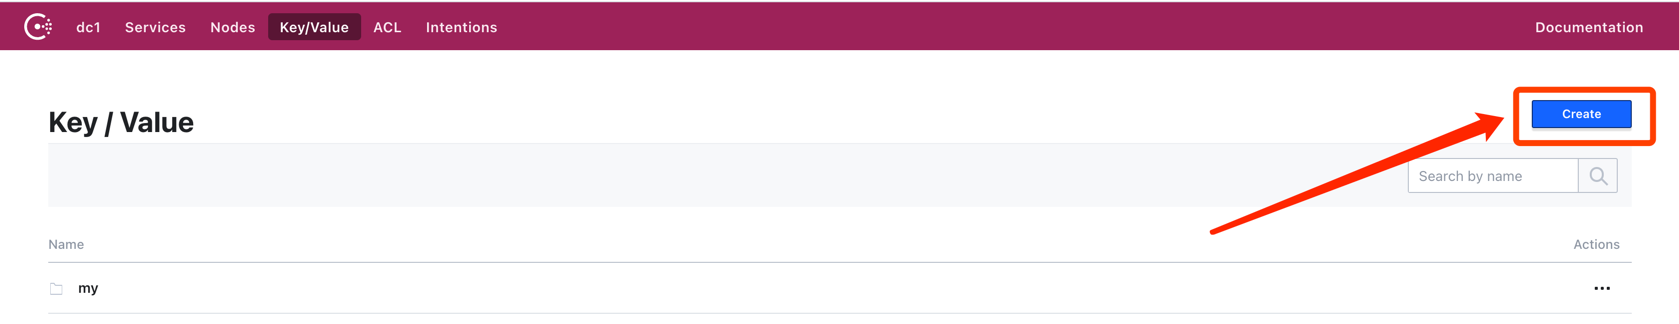 dc1 Services Nodes Key/Value ACL Intentions Documentation
Key / Value
Create
Search by name
Name Actions
my